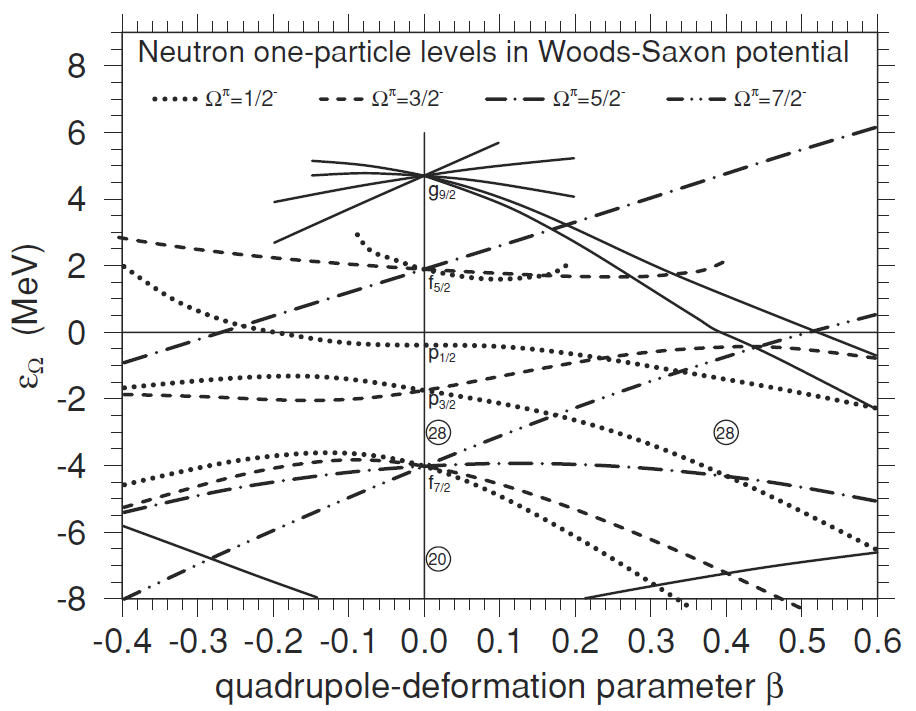 Neutron one-particle levels in Woods-Saxon potential
Ωπ=1/2- Ωπ=3/2- Ωπ=5/2- Ωπ=7/2-
8
6
4
2
0
-2
-4
-6
-8
εΩ (MeV)
g9/2
f5/2
p1/2
p3/2
28
28
f7/2
20
-0.4 -0.3 -0.2 -0.1 0.0 0.1 0.2 0.3 0.4 0.5 0.6
quadrupole-deformation parameter β